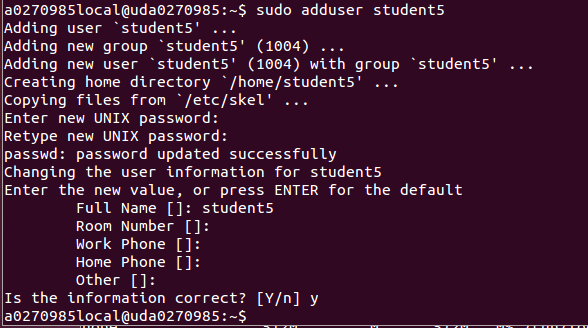 a0270985local@uda0270985:~$ sudo adduser student5
Adding user `student5' ...
Adding new group `student5' (1004) ...
Adding new user `student5' (1004) with group `student5' ...
Creating home directory `/home/student5' ...
Copying files from `/etc/skel' ...
Enter new UNIX password:
Retype new UNIX password:
passwd: password updated successfully
Changing the user information for student5
Enter the new value, or press ENTER for the default
        Full Name []: student5
        Room Number []:
        Work Phone []:
        Home Phone []:
        Other []:
Is the information correct? [Y/n] y
a0270985local@uda0270985:~$